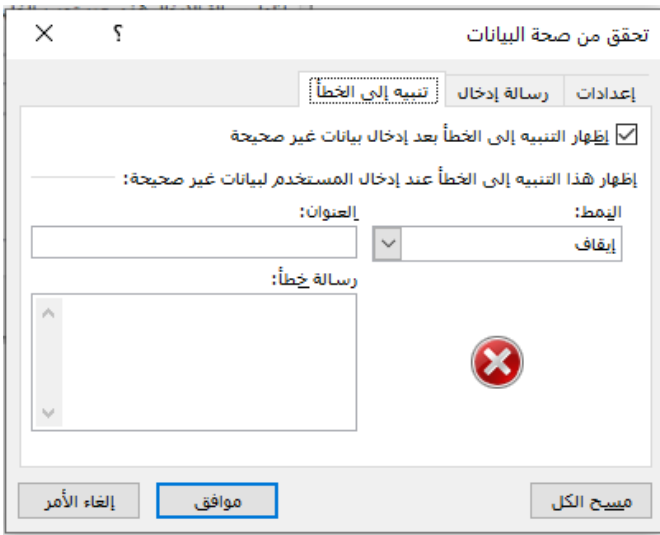 تحقق من صحة البيانات ؟
إعدادات رسالة إدخال تنبيه إلى الخطأ
إظهار التنبيه إلى الخطأ بعد إدخال بيانات غير صحيحة
إظهار هذا التنبيه إلى الخطأ عند إدخال المستخدم لبيانات غير صحيحة:
النمط: العنوان:
إيقاف
رسالة خطأ:
مسح الكل موافق إلغاء الأمر